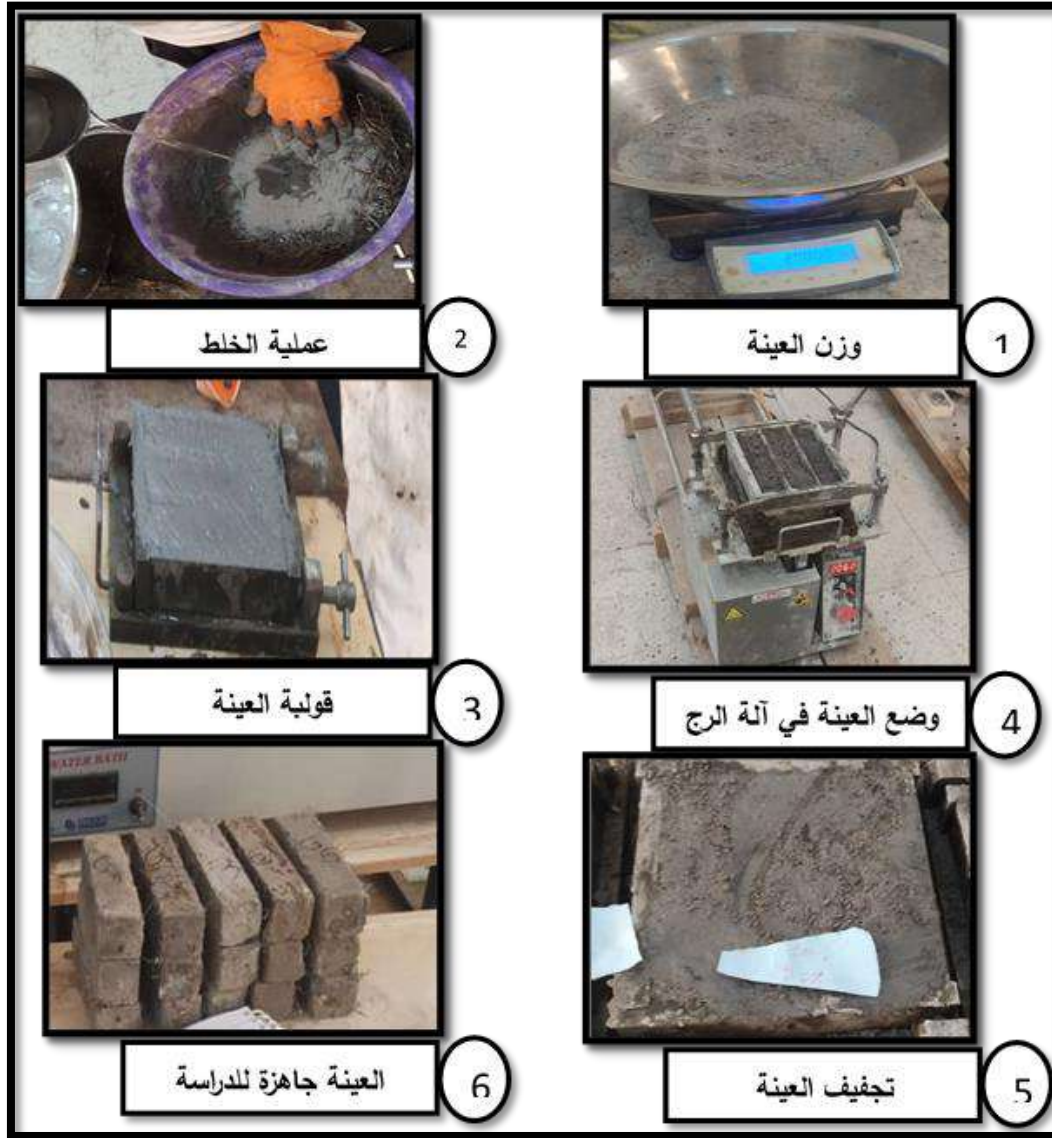 1
وزن العينة
2
عملية الخلط
3
قولبة العينة
4
وضع العينة في آلة الرج
5
تجفيف العينة
WATER BATH
6
العينة جاهزة للدراسة